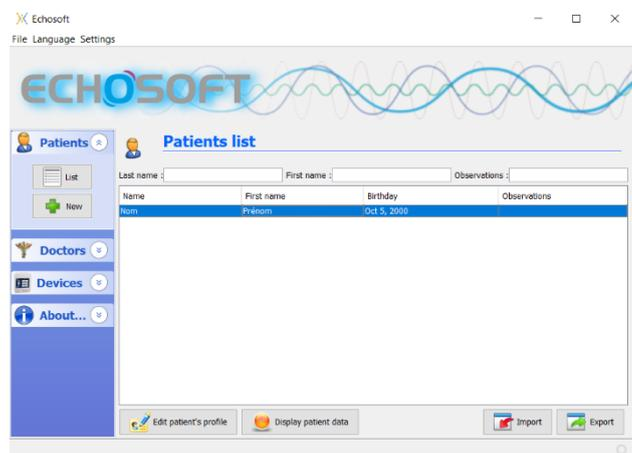 Echosoft
File Language Settings
ECHOSOFT
Patients
List
New
Doctors
Devices
About...
Patients list
Last name : First name : Observations :
Name First name Birthday Observations
Nom Prénom Oct 5, 2000
Edit patient's profile Display patient data Import Export